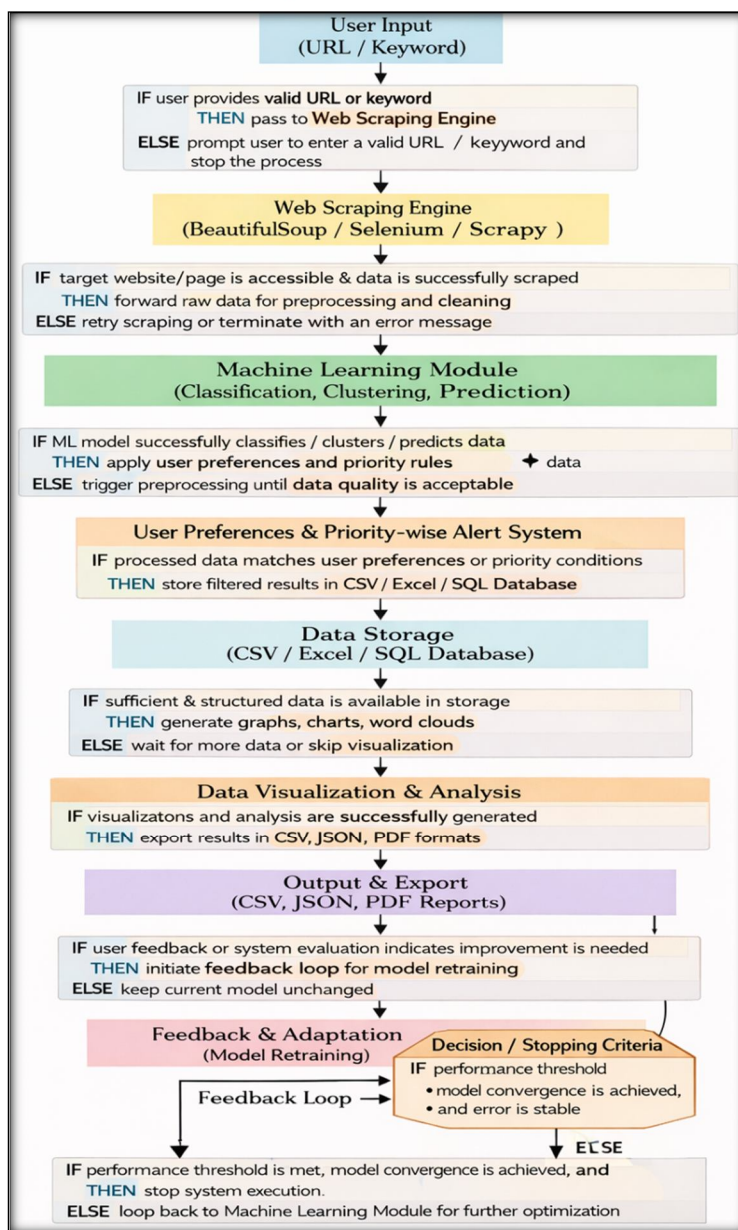 User Input
(URL / Keyword)
IF user provides valid URL or keyword
THEN pass to Web Scraping Engine
ELSE prompt user to enter a valid URL / keyyword and
stop the process
Web Scraping Engine
(BeautifulSoup / Selenium / Scrapy )
IF target website/page is accessible & data is successfully scraped
THEN forward raw data for preprocessing and cleaning
ELSE retry scraping or terminate with an error message
Machine Learning Module
(Classification, Clustering, Prediction)
IF ML model successfully classifies / clusters / predicts data
THEN apply user preferences and priority rules ✦ data
ELSE trigger preprocessing until data quality is acceptable
User Preferences & Priority-wise Alert System
IF processed data matches user preferences or priority conditions
THEN store filtered results in CSV / Excel / SQL Database
Data Storage
(CSV / Excel / SQL Database)
IF sufficient & structured data is available in storage
THEN generate graphs, charts, word clouds
ELSE wait for more data or skip visualization
Data Visualization & Analysis
IF visualizatons and analysis are successfully generated
THEN export results in CSV, JSON, PDF formats
Output & Export
(CSV, JSON, PDF Reports)
IF user feedback or system evaluation indicates improvement is needed
THEN initiate feedback loop for model retraining
ELSE keep current model unchanged
Feedback & Adaptation
(Model Retraining)
Decision / Stopping Criteria
IF performance threshold
• model convergence is achieved,
• and error is stable
Feedback Loop
ELSE
IF performance threshold is met, model convergence is achieved, and
THEN stop system execution.
ELSE loop back to Machine Learning Module for further optimization